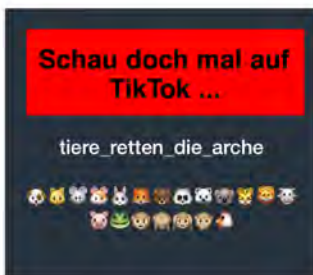 Schau doch mal auf
TikTok ...
tiere_retten_die_arche